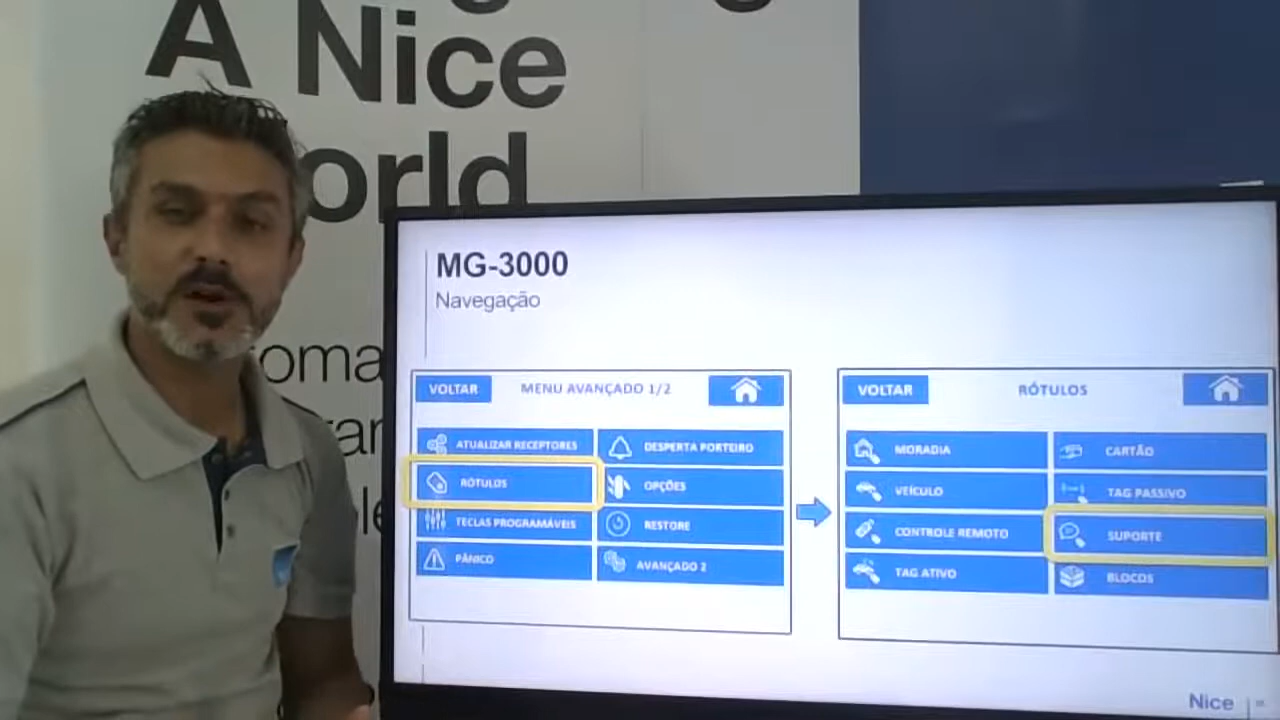 A Nice
orld
oma
MG-3000
Navegação
VOLTAR
MENU AVANÇADO 1/2
ATUALIZAR RECEPTORES
DESPERTA PORTEIRO
RÓTULOS
OPÇÕES
TECLAS PROGRAMÁVEIS
RESTORE
PÂNICO
AVANÇADO 2
VOLTAR
RÓTULOS
MORADIA
CARTÃO
VEÍCULO
TAG PASSIVO
CONTROLE REMOTO
SUPORTE
TAG ATIVO
BLOCOS
Nice